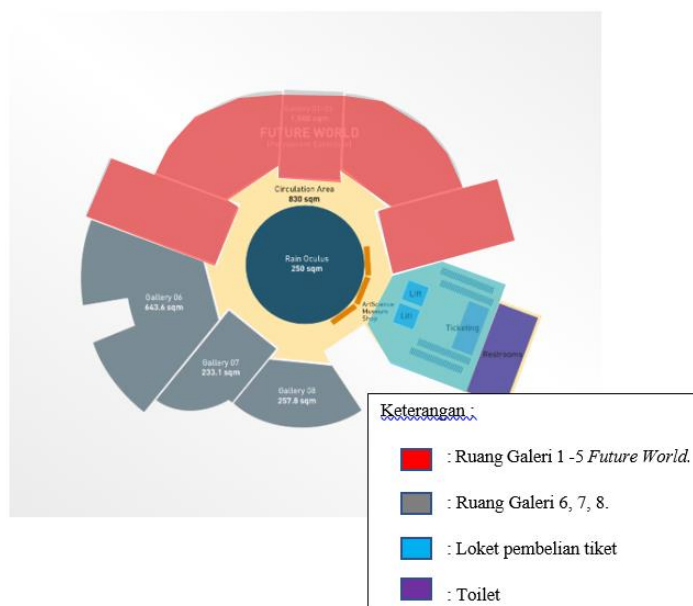 FUTURE WORLD
Circulation Area
830 sqm
Rain Oculus
250 sqm
ArtScience
Museum
Shop
Lift
Lift
Ticketing
Restrooms
Gallery 06
643.6 sqm
Gallery 07
233.1 sqm
Gallery 08
257.8 sqm
Keterangan :
: Ruang Galeri 1 -5 Future World.
: Ruang Galeri 6, 7, 8.
: Loket pembelian tiket
: Toilet